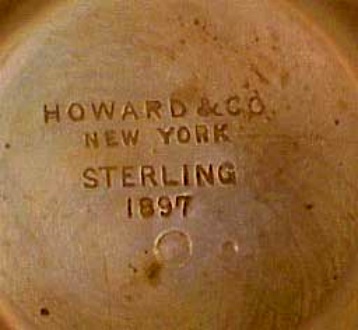 HOWARD & CO
NEW YORK
STERLING
1897